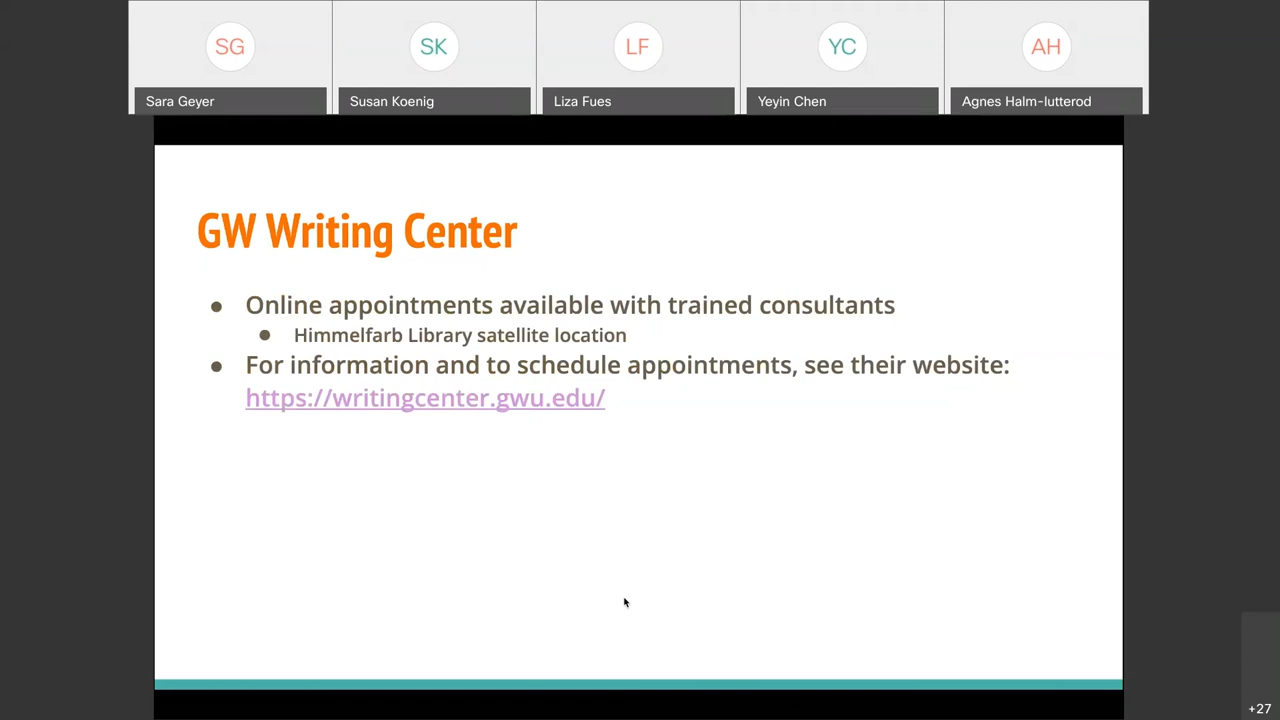 SG
SK
LF
YC
AH
Sara Geyer
Susan Koenig
Liza Fues
Yeyin Chen
Agnes Halm-lutterod
GW Writing Center
● Online appointments available with trained consultants
● Himmelfarb Library satellite location
● For information and to schedule appointments, see their website:
https://writingcenter.gwu.edu/
+27